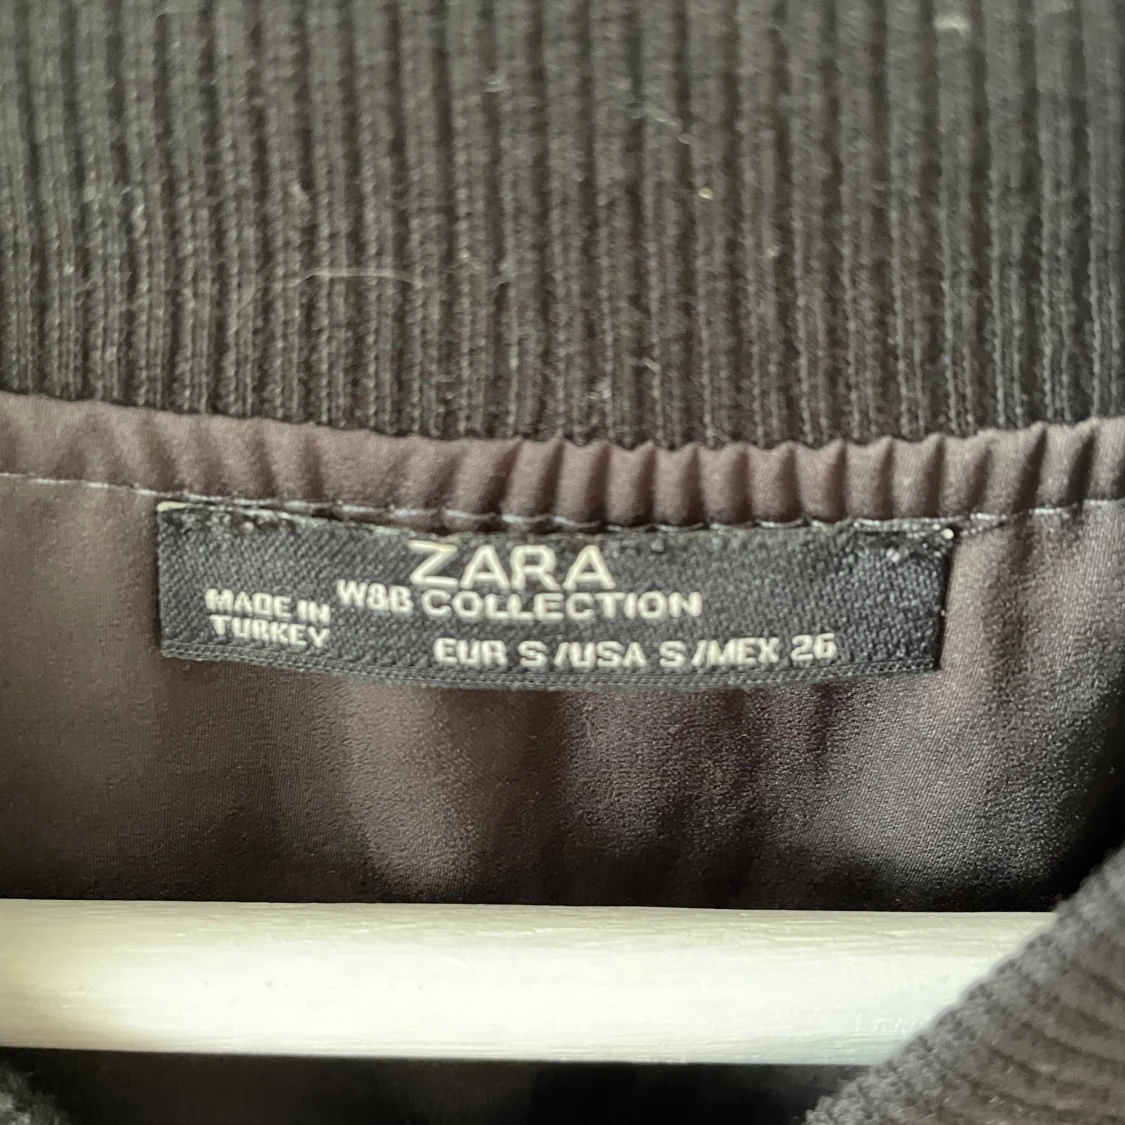 ZARA
W&B COLLECTION
MADE IN
TURKEY
EUR S /USA S /MEX 26